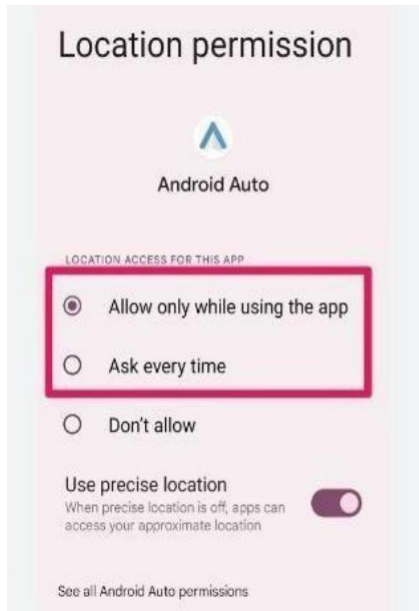 Location permission
Android Auto
LOCATION ACCESS FOR THIS APP
Allow only while using the app
Ask every time
Don't allow
Use precise location
When precise location is off, apps can
access your approximate location
See all Android Auto permissions